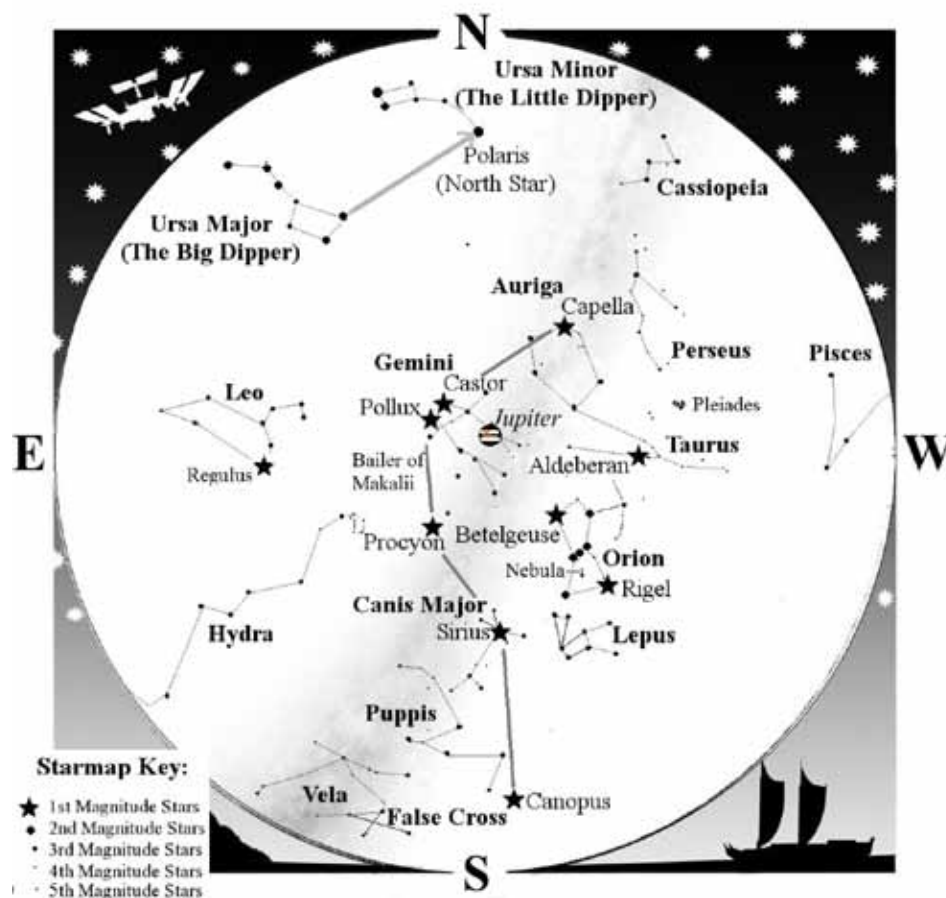 N
Ursa Minor
(The Little Dipper)
Polaris
(North Star)
Cassiopeia
Ursa Major
(The Big Dipper)
Auriga
Capella
Perseus
Pisces
Gemini
Castor
Leo
Pollux
Pleiades
Jupiter
Taurus
E
W
Regulus
Bailer of
Makalii
Aldeberan
Procyon
Betelgeuse
Orion
Nebula
Rigel
Canis Major
Sirius
Hydra
Lepus
Puppis
Starmap Key:
1st Magnitude Stars
2nd Magnitude Stars
3rd Magnitude Stars
4th Magnitude Stars
5th Magnitude Stars
Vela
False Cross
Canopus
S